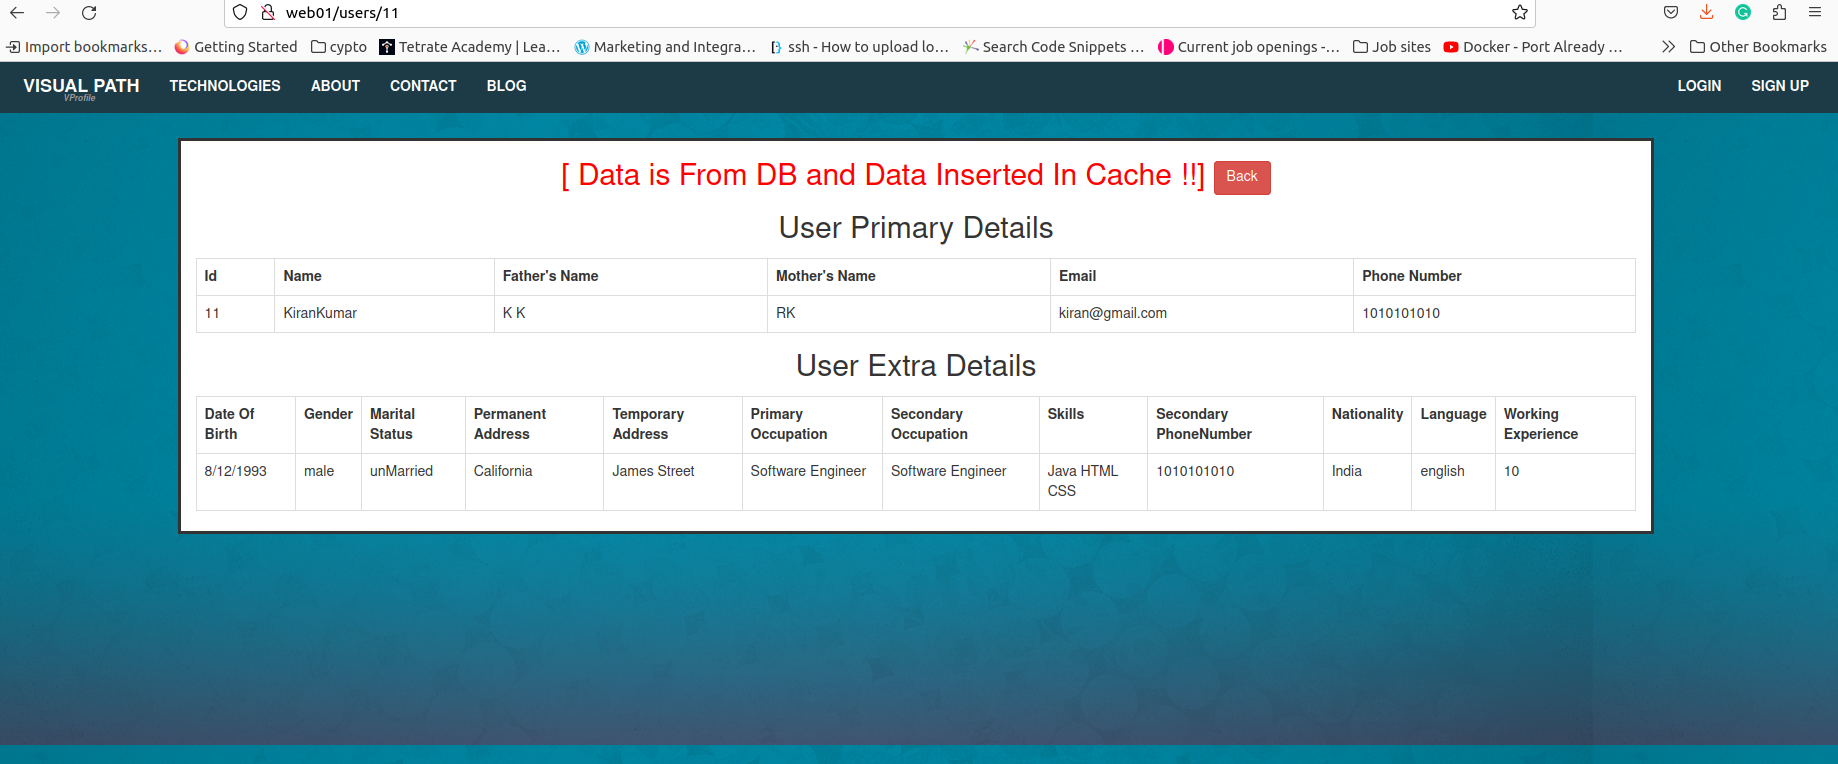 web01/users/11
Import bookmarks... Getting Started cypto Tetrate Academy | Lea... Marketing and Integra... ssh - How to upload lo... Search Code Snippets ... Current job openings -... Job sites Docker - Port Already ... Other Bookmarks
VISUAL PATH TECHNOLOGIES ABOUT CONTACT BLOG LOGIN SIGN UP
VProfile
[ Data is From DB and Data Inserted In Cache !!] Back
User Primary Details
Id Name Father's Name Mother's Name Email Phone Number
11 KiranKumar K K RK kiran@gmail.com 1010101010
User Extra Details
Date Of Birth Gender Marital Status Permanent Address Temporary Address Primary Occupation Secondary Occupation Skills Secondary PhoneNumber Nationality Language Working Experience
8/12/1993 male unMarried California James Street Software Engineer Software Engineer Java HTML CSS 1010101010 India english 10